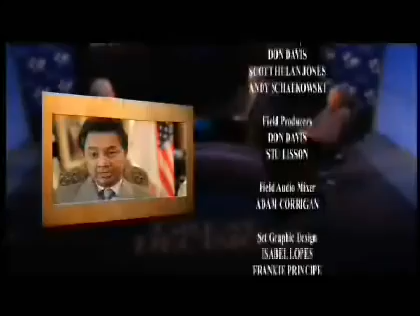 DON DAVIS
SCOTT HULAN JONES
ANDY SCHATKOWSKI
Field Producers
DON DAVIS
STU LISSON
Field Audio Mixer
ADAM CORRIGAN
Set Graphic Design
ISABEL LOPES
FRANKIE PRINCIPE